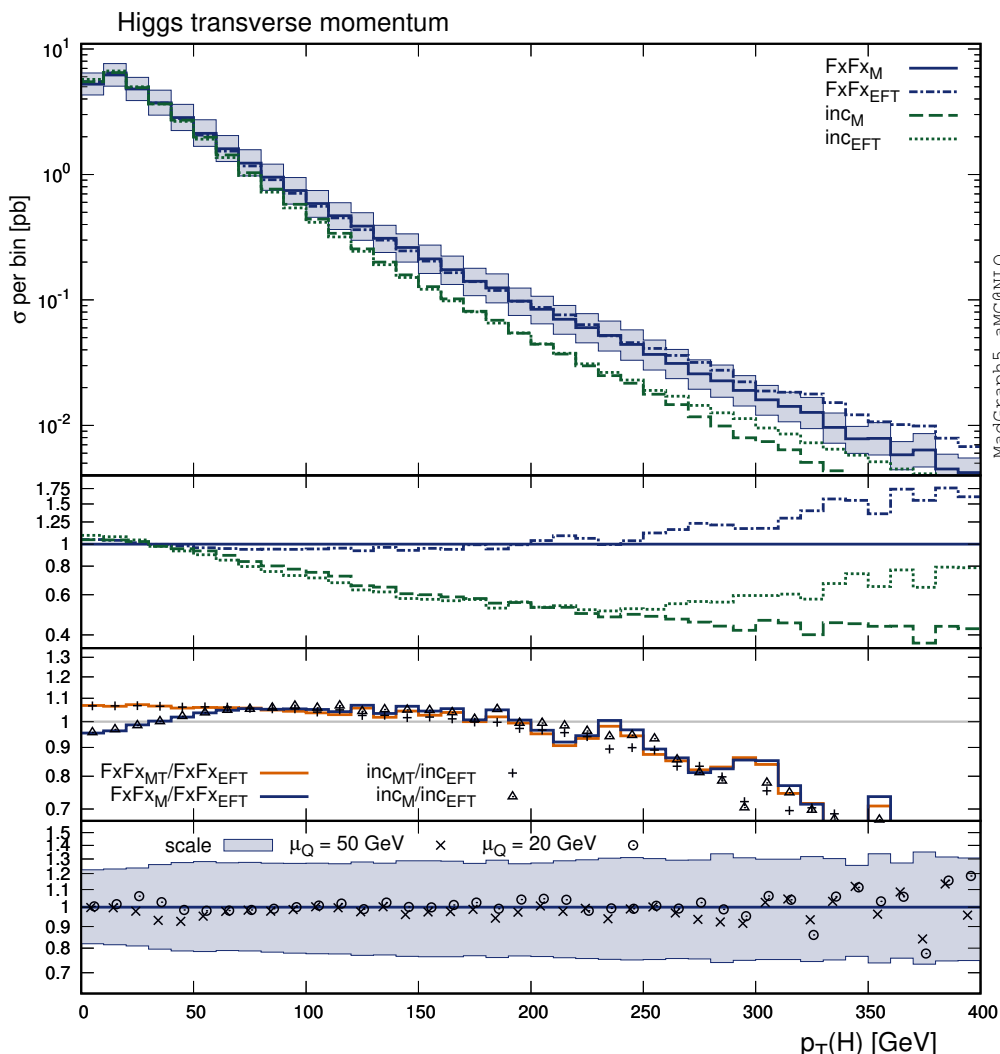 Higgs transverse momentum
FxFx_M
FxFx_EFT
inc_M
inc_EFT
σ per bin [pb]
10^1
10^0
10^-1
10^-2
MadGraph5_aMC@NLO
1.75
1.5
1.25
1
0.8
0.6
0.4
1.3
1.2
1.1
1
0.9
0.8
0.7
FxFx_MT/FxFx_EFT
FxFx_M/FxFx_EFT
inc_MT/inc_EFT
inc_M/inc_EFT
1.5
1.4
1.3
1.2
1.1
1
0.9
0.8
0.7
scale
μ_Q = 50 GeV
μ_Q = 20 GeV
0 50 100 150 200 250 300 350 400
p_T(H) [GeV]